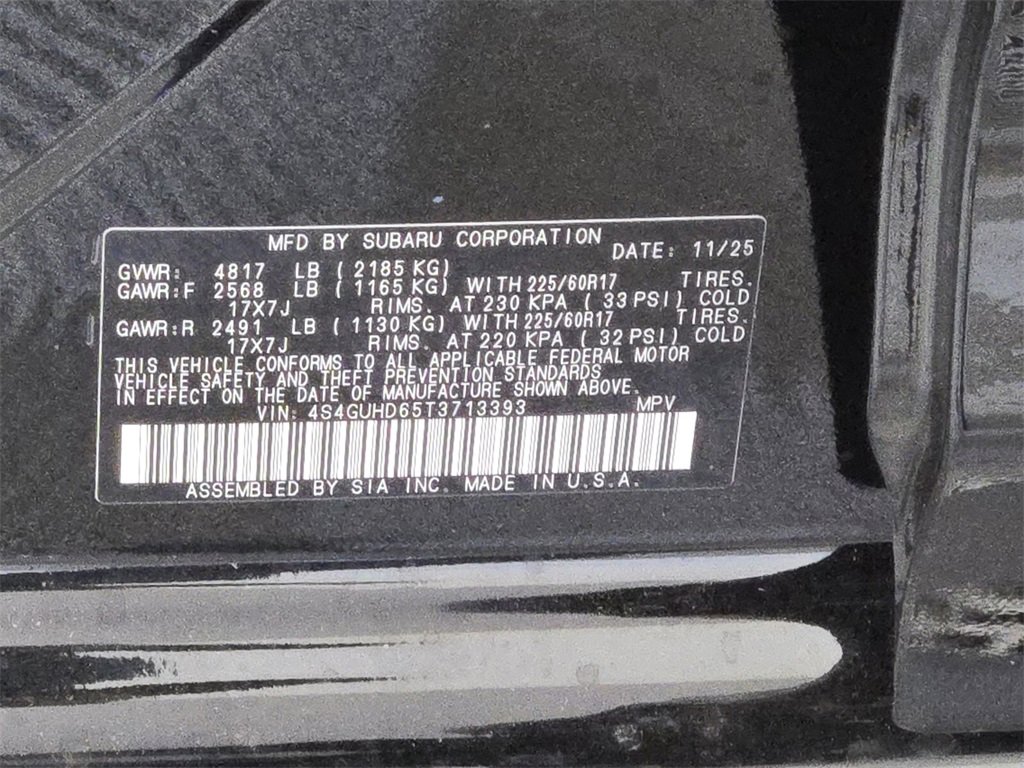 MFD BY SUBARU CORPORATION DATE: 11/25
GVWR: 4817 LB ( 2185 KG)
GAWR:F 2568 LB ( 1165 KG) WITH 225/60R17 TIRES.
17X7J RIMS. AT 230 KPA ( 33 PSI) COLD
GAWR:R 2491 LB ( 1130 KG) WITH 225/60R17 TIRES.
17X7J RIMS. AT 220 KPA ( 32 PSI) COLD
THIS VEHICLE CONFORMS TO ALL APPLICABLE FEDERAL MOTOR
VEHICLE SAFETY AND THEFT PREVENTION STANDARDS
IN EFFECT ON THE DATE OF MANUFACTURE SHOWN ABOVE.
VIN: 4S4GUHD65T3713393 MPV
ASSEMBLED BY SIA INC. MADE IN U.S.A.